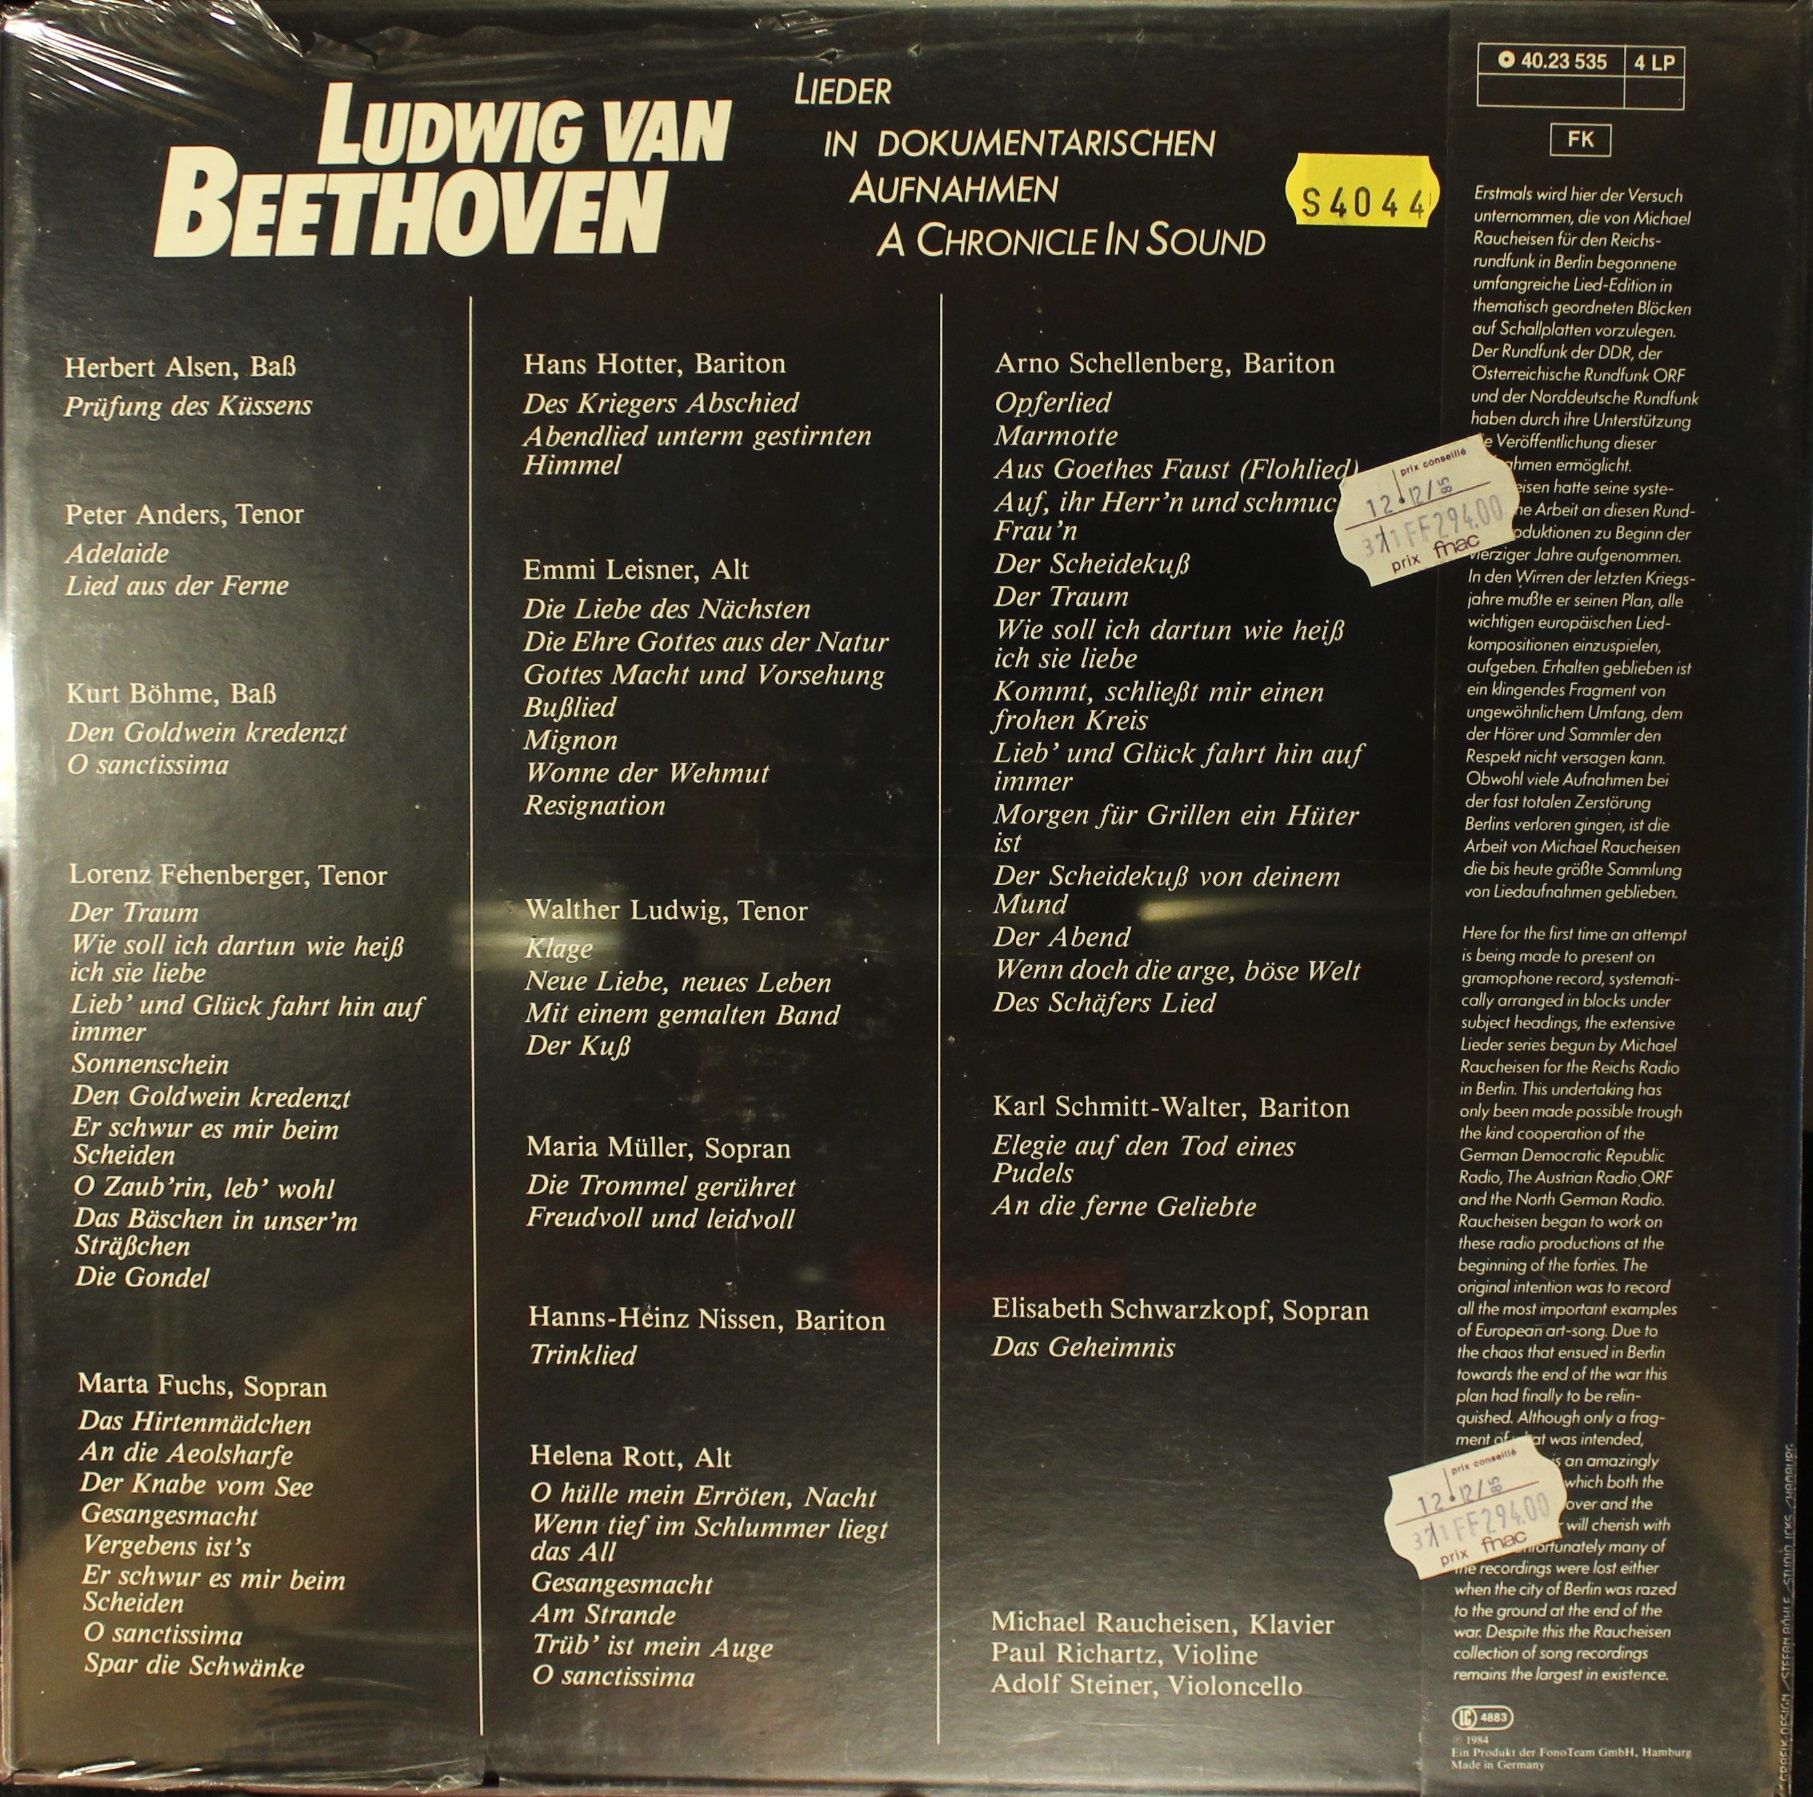 LUDWIG VAN
BEETHOVEN
LIEDER
IN DOKUMENTARISCHEN
AUFNAHMEN
A CHRONICLE IN SOUND
S4044
Herbert Alsen, Baß
Prüfung des Küssens
Peter Anders, Tenor
Adelaide
Lied aus der Ferne
Kurt Böhme, Baß
Den Goldwein kredenzt
O sanctissima
Lorenz Fehenberger, Tenor
Der Traum
Wie soll ich dartun wie heiß
ich sie liebe
Lieb' und Glück fahrt hin auf
immer
Sonnenschein
Den Goldwein kredenzt
Er schwur es mir beim
Scheiden
O Zaub'rin, leb' wohl
Das Bäschen in unser'm
Sträßchen
Die Gondel
Marta Fuchs, Sopran
Das Hirtenmädchen
An die Aeolsharfe
Der Knabe vom See
Gesangesmacht
Vergebens ist's
Er schwur es mir beim
Scheiden
O sanctissima
Spar die Schwänke
Hans Hotter, Bariton
Des Kriegers Abschied
Abendlied unterm gestirnten
Himmel
Emmi Leisner, Alt
Die Liebe des Nächsten
Die Ehre Gottes aus der Natur
Gottes Macht und Vorsehung
Bußlied
Mignon
Wonne der Wehmut
Resignation
Walther Ludwig, Tenor
Klage
Neue Liebe, neues Leben
Mit einem gemalten Band
Der Kuß
Maria Müller, Sopran
Die Trommel gerühret
Freudvoll und leidvoll
Hanns-Heinz Nissen, Bariton
Trinklied
Helena Rott, Alt
O hülle mein Erröten, Nacht
Wenn tief im Schlummer liegt
das All
Gesangesmacht
Am Strande
Trüb' ist mein Auge
O sanctissima
Arno Schellenberg, Bariton
Opferlied
Marmotte
Aus Goethes Faust (Flohlied)
Auf, ihr Herr'n und schmuc
Frau'n
Der Scheidekuß
Der Traum
Wie soll ich dartun wie heiß
ich sie liebe
Kommt, schließt mir einen
frohen Kreis
Lieb' und Glück fahrt hin auf
immer
Morgen für Grillen ein Hüter
ist
Der Scheidekuß von deinem
Mund
Der Abend
Wenn doch die arge, böse Welt
Des Schäfers Lied
Karl Schmitt-Walter, Bariton
Elegie auf den Tod eines
Pudels
An die ferne Geliebte
Elisabeth Schwarzkopf, Sopran
Das Geheimnis
Michael Raucheisen, Klavier
Paul Richartz, Violine
Adolf Steiner, Violoncello
40.23 535 4 LP
FK
Erstmals wird hier der Versuch
unternommen, die von Michael
Raucheisen für den Reichs-
rundfunk in Berlin begonnene
umfangreiche Lied-Edition in
thematisch geordneten Blöcken
auf Schallplatten vorzulegen.
Der Rundfunk der DDR, der
Österreichische Rundfunk ORF
und der Norddeutsche Rundfunk
haben durch ihre Unterstützung
e Veröffentlichung dieser
ahmen ermöglicht.
eisen hatte seine syste-
he Arbeit an diesen Rund-
oduktionen zu Beginn der
vierziger Jahre aufgenommen.
In den Wirren der letzten Kriegs-
jahre mußte er seinen Plan, alle
wichtigen europäischen Lied-
kompositionen einzuspielen,
aufgeben. Erhalten geblieben ist
ein klingendes Fragment von
ungewöhnlichem Umfang, dem
der Hörer und Sammler den
Respekt nicht versagen kann.
Obwohl viele Aufnahmen bei
der fast totalen Zerstörung
Berlins verloren gingen, ist die
Arbeit von Michael Raucheisen
die bis heute größte Sammlung
von Liedaufnahmen geblieben.
Here for the first time an attempt
is being made to present on
gramophone record, systemati-
cally arranged in blocks under
subject headings, the extensive
Lieder series begun by Michael
Raucheisen for the Reichs Radio
in Berlin. This undertaking has
only been made possible trough
the kind cooperation of the
German Democratic Republic
Radio, The Austrian Radio ORF
and the North German Radio.
Raucheisen began to work on
these radio productions at the
beginning of the forties. The
original intention was to record
all the most important examples
of European art-song. Due to
the chaos that ensued in Berlin
towards the end of the war this
plan had finally to be relin-
quished. Although only a frag-
ment of what was intended,
is an amazingly
which both the
over and the
will cherish with
nfortunately many of
the recordings were lost either
when the city of Berlin was razed
to the ground at the end of the
war. Despite this the Raucheisen
collection of song recordings
remains the largest in existence.
LC 4883
℗ 1984
Ein Produkt der FonoTeam GmbH, Hamburg
Made in Germany
prix conseillé
12.12/85
371FF294.00
prix fnac
prix conseillé
12.12/85
371FF294.00
prix fnac
GRAFIK-DESIGN
HAMBURG